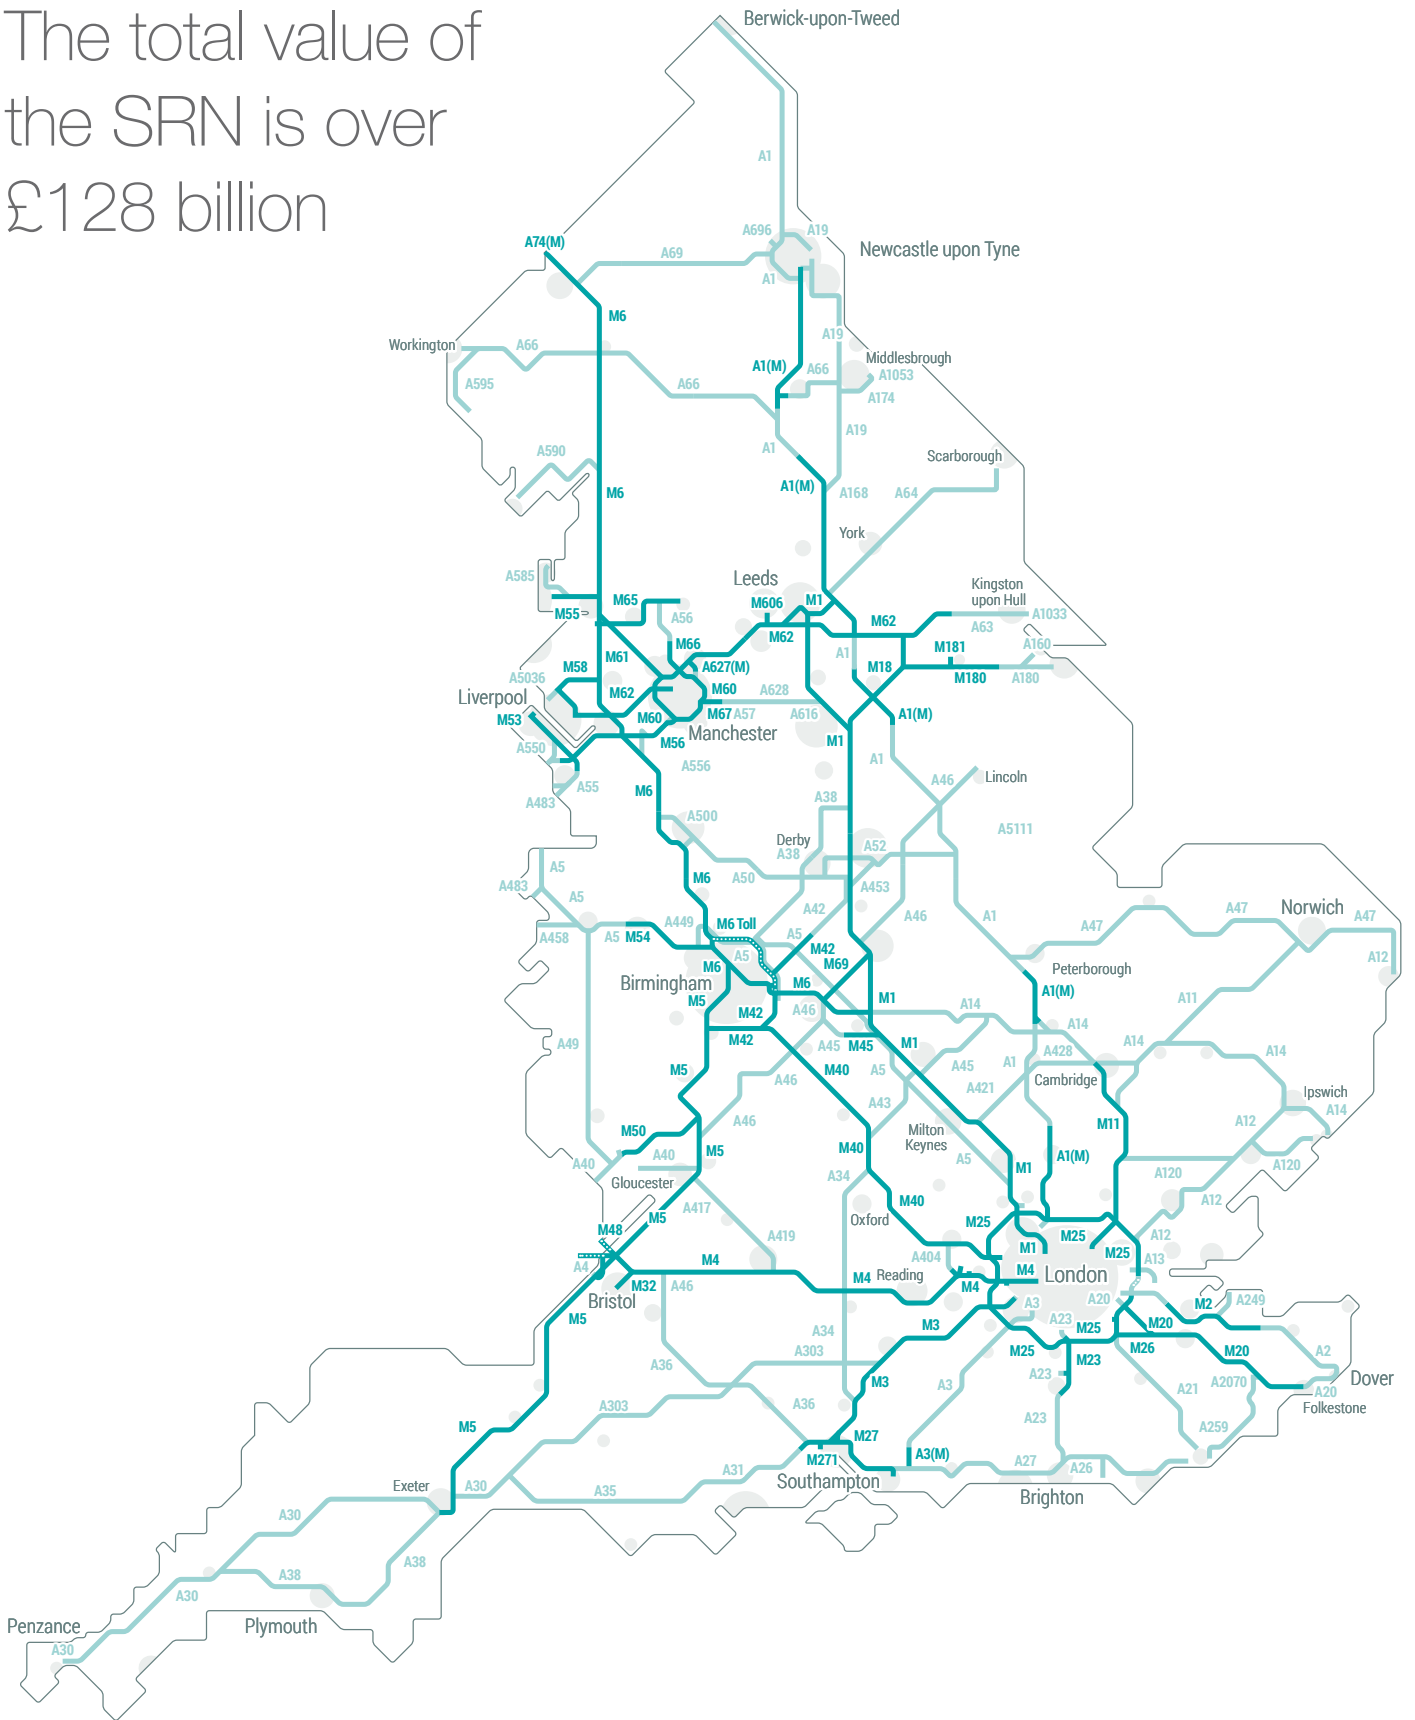 The total value of
the SRN is over
£128 billion
Berwick-upon-Tweed
A1
A696
A19
A74(M)
A69
Newcastle upon Tyne
A1
M6
A19
Workington
A66
Middlesbrough
A1(M)
A66
A1053
A595
A66
A174
A19
A1
A590
Scarborough
A1(M)
M6
A168
A64
York
Leeds
A585
Kingston
upon Hull
M65
M606
M1
M55
A56
A1033
M62
A63
M62
M66
M181
A160
M61
A1
A627(M)
M58
M18
M180
A180
A5036
M62
M60
A628
Liverpool
M53
M60
M67
A57
A616
A1(M)
Manchester
M56
M1
A550
A556
A1
A55
M6
A46
Lincoln
A483
A38
A500
A5111
Derby
A52
A38
A5
M6
A50
A483
A453
A5
A42
A46
A1
A47
A47
Norwich
A47
A449
M6 Toll
A458
A5
M54
A5
M42
A5
A12
M6
M69
Peterborough
Birmingham
M6
A1(M)
M5
M1
A14
A11
M42
A46
A14
A49
M42
A45
M45
M1
A14
A14
A1
A428
M5
M40
A5
A45
A46
A421
Cambridge
Ipswich
A43
A14
A46
M11
A12
M50
Milton
Keynes
M40
M5
A40
A5
M1
A1(M)
A40
A120
A120
Gloucester
A34
M40
A12
A417
M5
Oxford
M25
M48
A419
M25
A12
A404
M1
M25
A13
A4
M4
M4
London
M32
A46
M4
Reading
M4
Bristol
A3
A20
M2
A249
M5
M3
A23
M25
M20
A34
M25
M26
A303
M23
M20
A2
A36
A23
Dover
M3
A3
A21
A2070
A20
A303
A36
Folkestone
A23
A259
M5
M27
M271
A3(M)
A27
A26
A31
Southampton
Exeter
A30
A35
Brighton
A30
A38
A38
A30
Penzance
Plymouth
A30